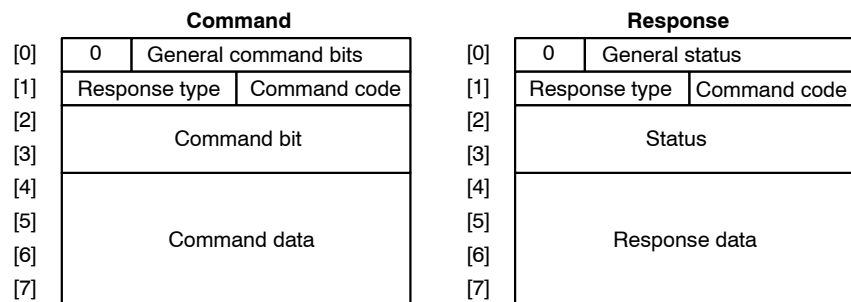 Command
[0] 0 General command bits
[1] Response type Command code
[2]
Command bit
[3]
[4]
[5]
Command data
[6]
[7]
Response
[0] 0 General status
[1] Response type Command code
[2]
Status
[3]
[4]
[5]
Response data
[6]
[7]